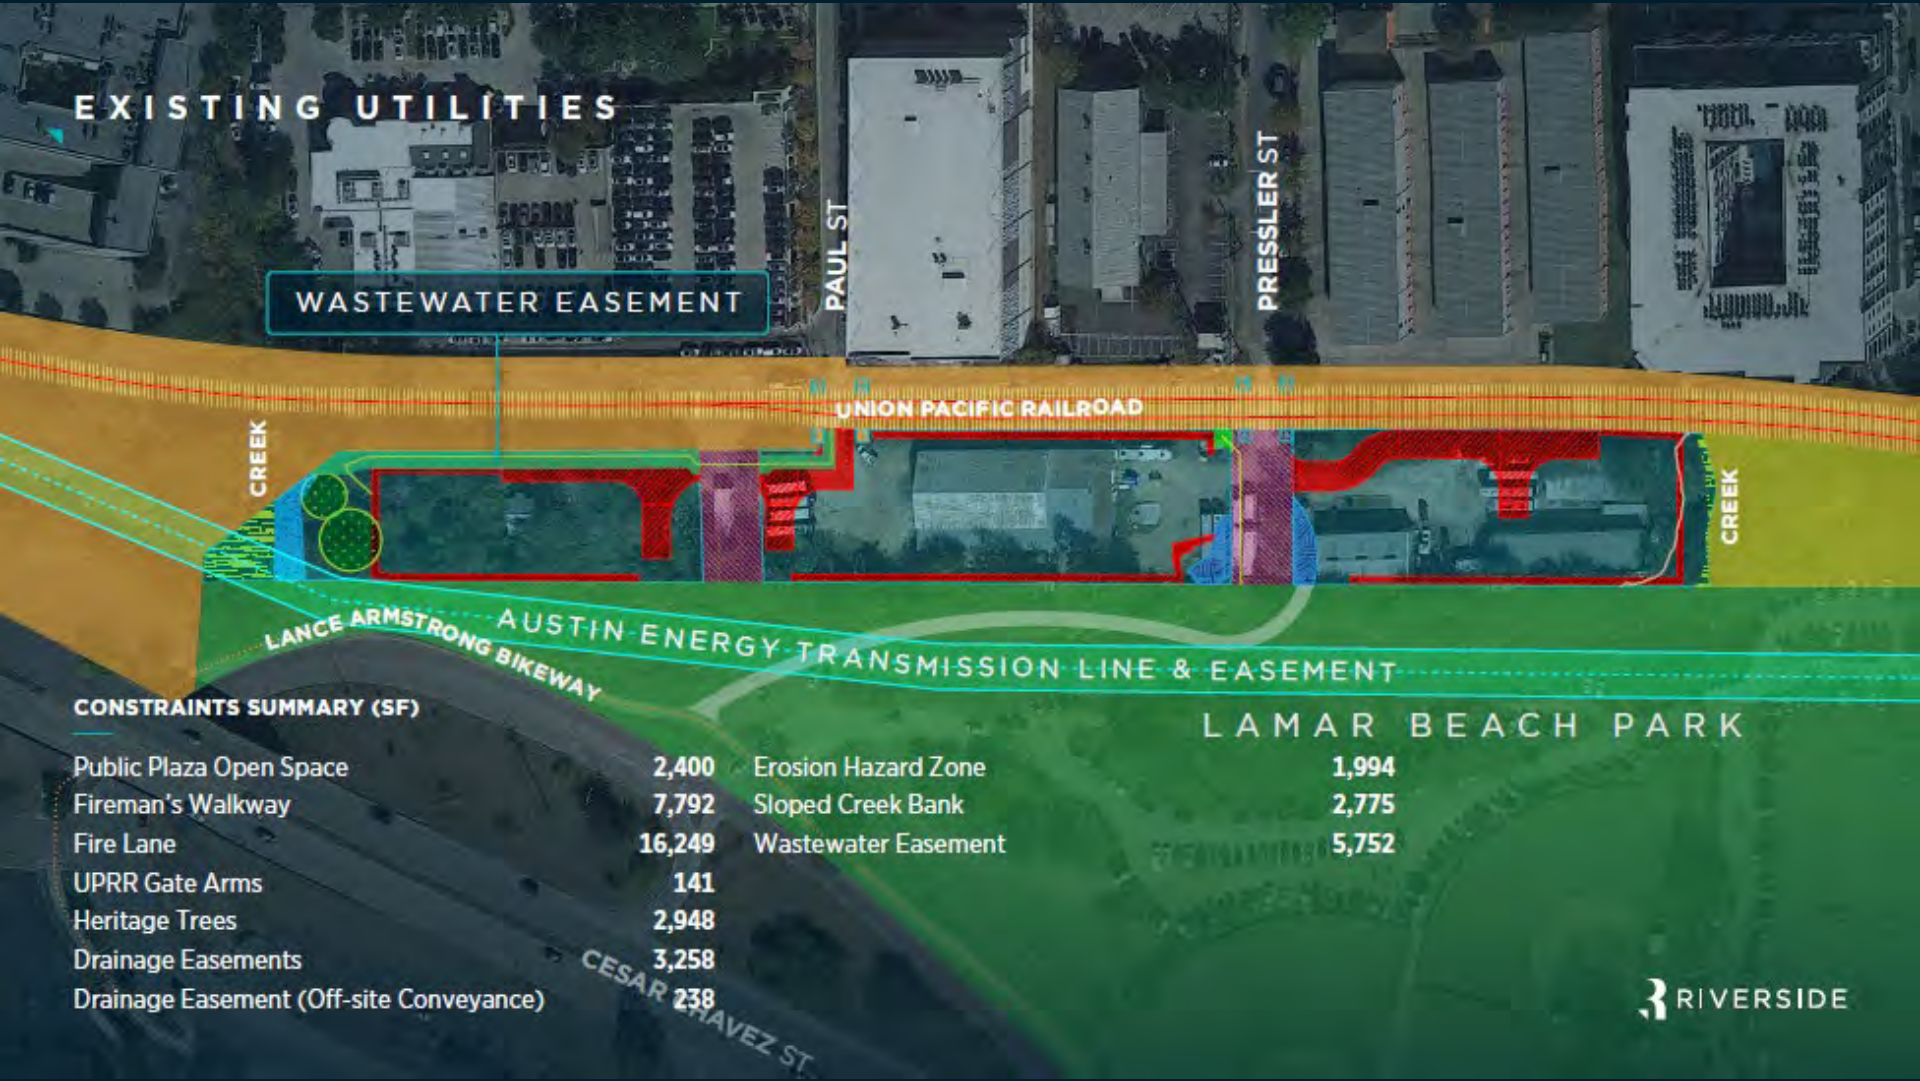 EXISTING UTILITIES
PAUL ST
PRESSLER ST
WASTEWATER EASEMENT
UNION PACIFIC RAILROAD
CREEK
CREEK
LANCE ARMSTRONG BIKEWAY
AUSTIN ENERGY TRANSMISSION LINE & EASEMENT
LAMAR BEACH PARK
CONSTRAINTS SUMMARY (SF)
Public Plaza Open Space 2,400
Fireman's Walkway 7,792
Fire Lane 16,249
UPRR Gate Arms 141
Heritage Trees 2,948
Drainage Easements 3,258
Drainage Easement (Off-site Conveyance) 238
Erosion Hazard Zone 1,994
Sloped Creek Bank 2,775
Wastewater Easement 5,752
CESAR CHAVEZ ST
RIVERSIDE